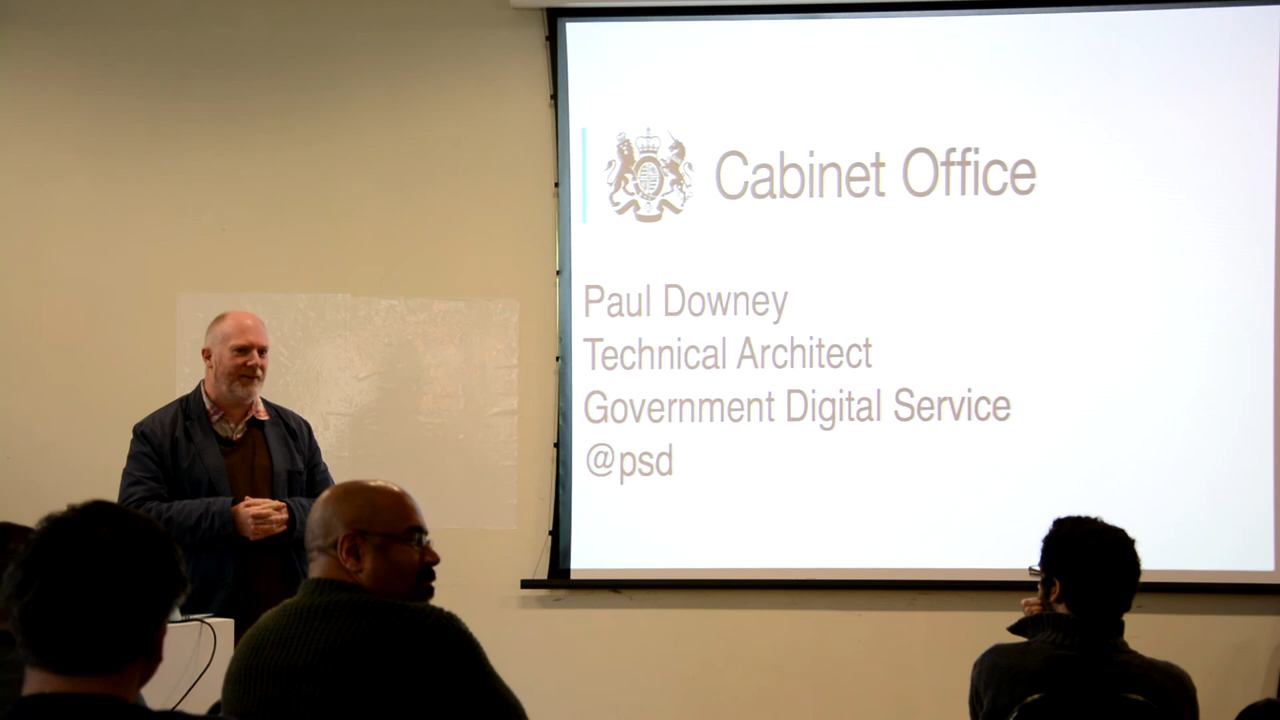 Cabinet Office
Paul Downey
Technical Architect
Government Digital Service
@psd